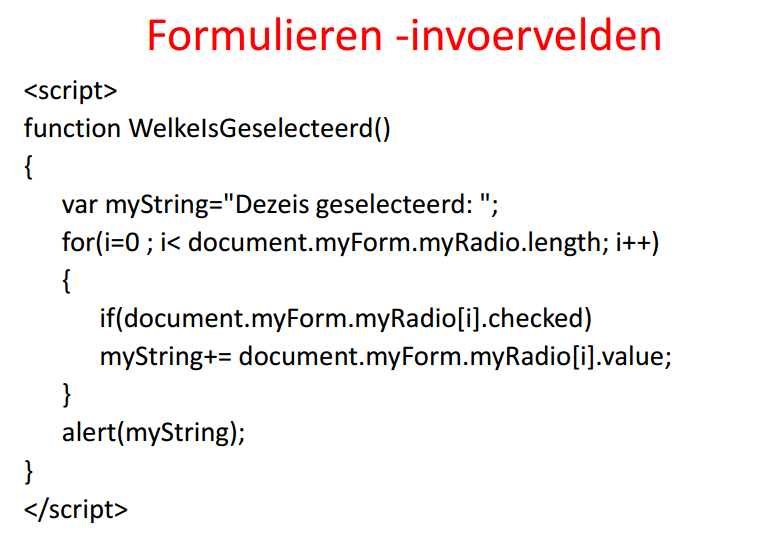 Formulieren -invoervelden
<script>
function WelkeIsGeselecteerd()
{
var myString="Dezeis geselecteerd: ";
for(i=0 ; i< document.myForm.myRadio.length; i++)
{
if(document.myForm.myRadio[i].checked)
myString+= document.myForm.myRadio[i].value;
}
alert(myString);
}
</script>